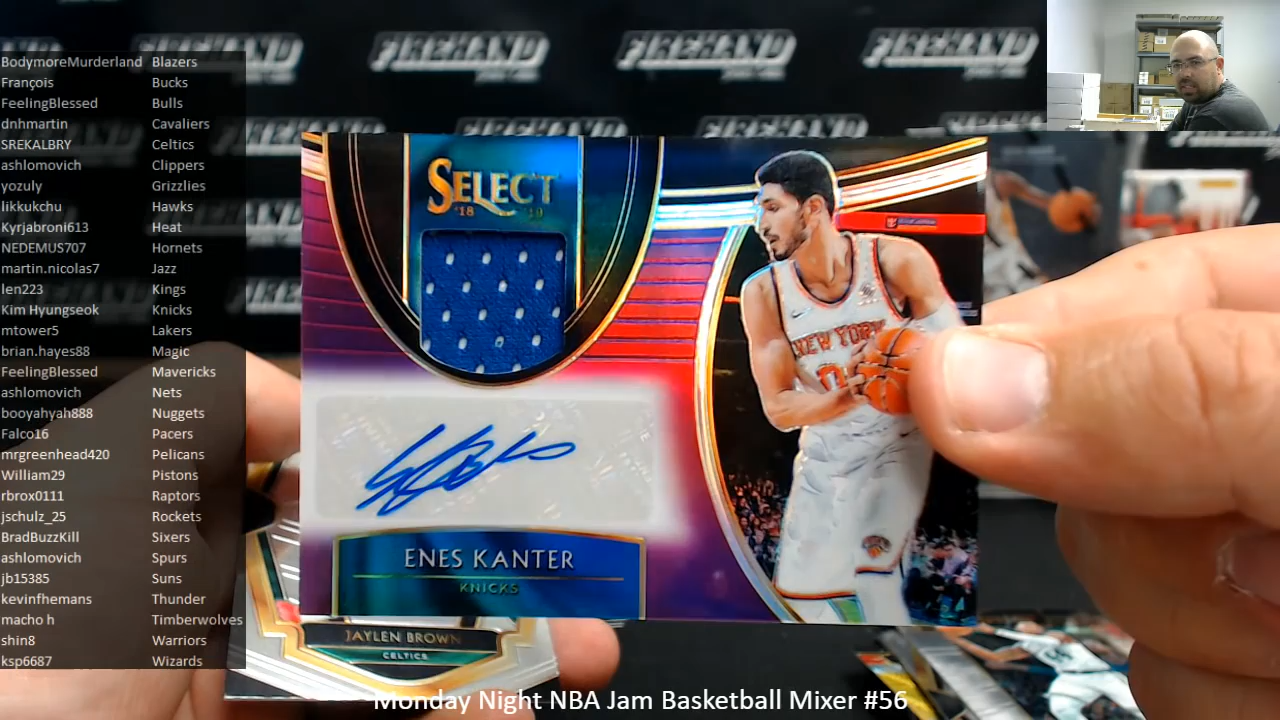 FIREHAND FIREHAND FIREHAND FIREHAND
BodymoreMurderland Blazers
François Bucks
FeelingBlessed Bulls
dnhmartin Cavaliers
SREKALBRY Celtics
ashlomovich Clippers
yozuly Grizzlies
likkukchu Hawks
Kyrjabroni613 Heat
NEDEMUS707 Hornets
martin.nicolas7 Jazz
len223 Kings
Kim Hyungseok Knicks
mtower5 Lakers
brian.hayes88 Magic
FeelingBlessed Mavericks
ashlomovich Nets
booyahyah888 Nuggets
Falco16 Pacers
mrgreenhead420 Pelicans
William29 Pistons
rbrox0111 Raptors
jschulz_25 Rockets
BradBuzzKill Sixers
ashlomovich Spurs
jb15385 Suns
kevinfhemans Thunder
macho h Timberwolves
shin8 Warriors
ksp6687 Wizards
SELECT
'18 '19
NEW YORK
0
ENES KANTER
KNICKS
JAYLEN BROWN
CELTICS
Monday Night NBA Jam Basketball Mixer #56